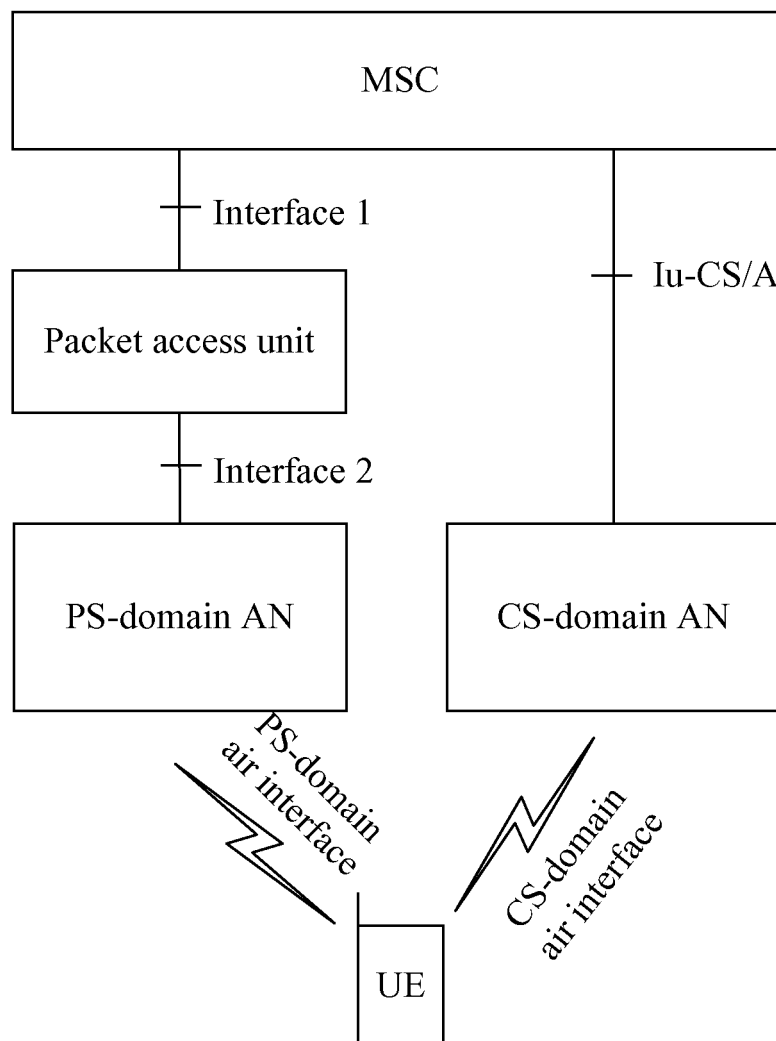 MSC
Interface 1
Iu-CS/A
Packet access unit
Interface 2
PS-domain AN
CS-domain AN
PS-domain
air interface
CS-domain
air interface
UE